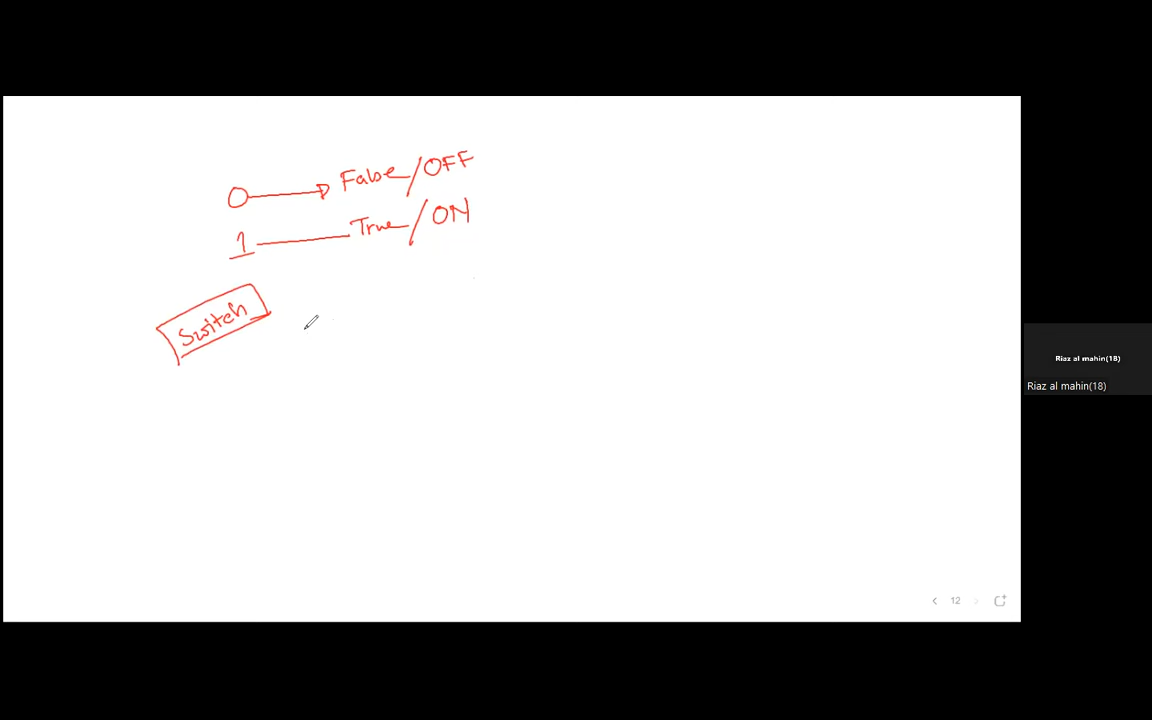 0 → False/OFF
1 — True/ON
Switch
Riaz al mahin(18)
Riaz al mahin(18)
12